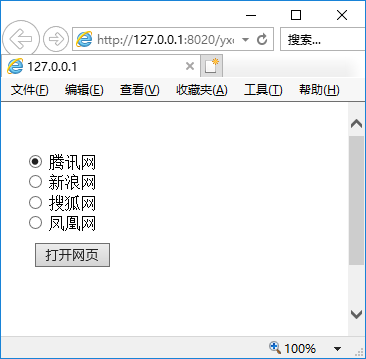 http://127.0.0.1:8020/yx 搜索...
127.0.0.1
文件(F) 编辑(E) 查看(V) 收藏夹(A) 工具(T) 帮助(H)
腾讯网
新浪网
搜狐网
凤凰网
打开网页
100%